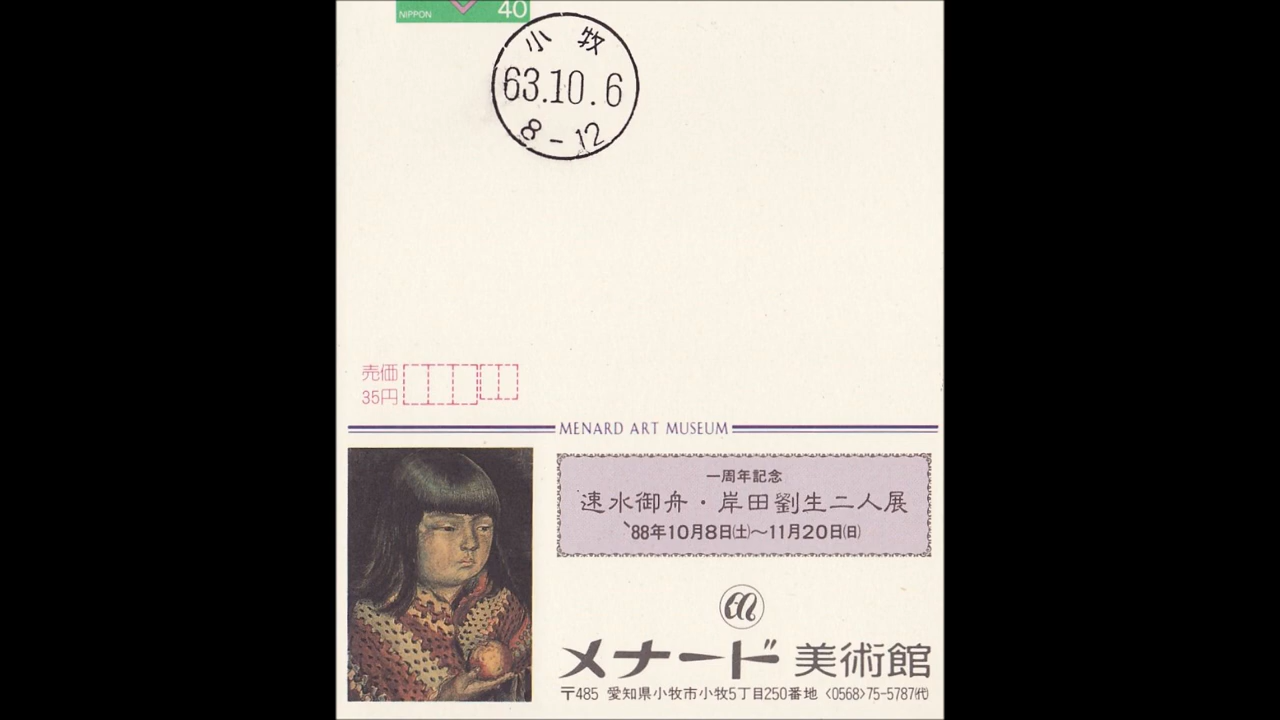 NIPPON 40
小牧
63.10.6
8-12
売価
35円
MENARD ART MUSEUM
一周年記念
速水御舟・岸田劉生二人展
'88年10月8日(土)〜11月20日(日)
メナード美術館
〒485 愛知県小牧市小牧5丁目250番地 〈0568〉75-5787(代)